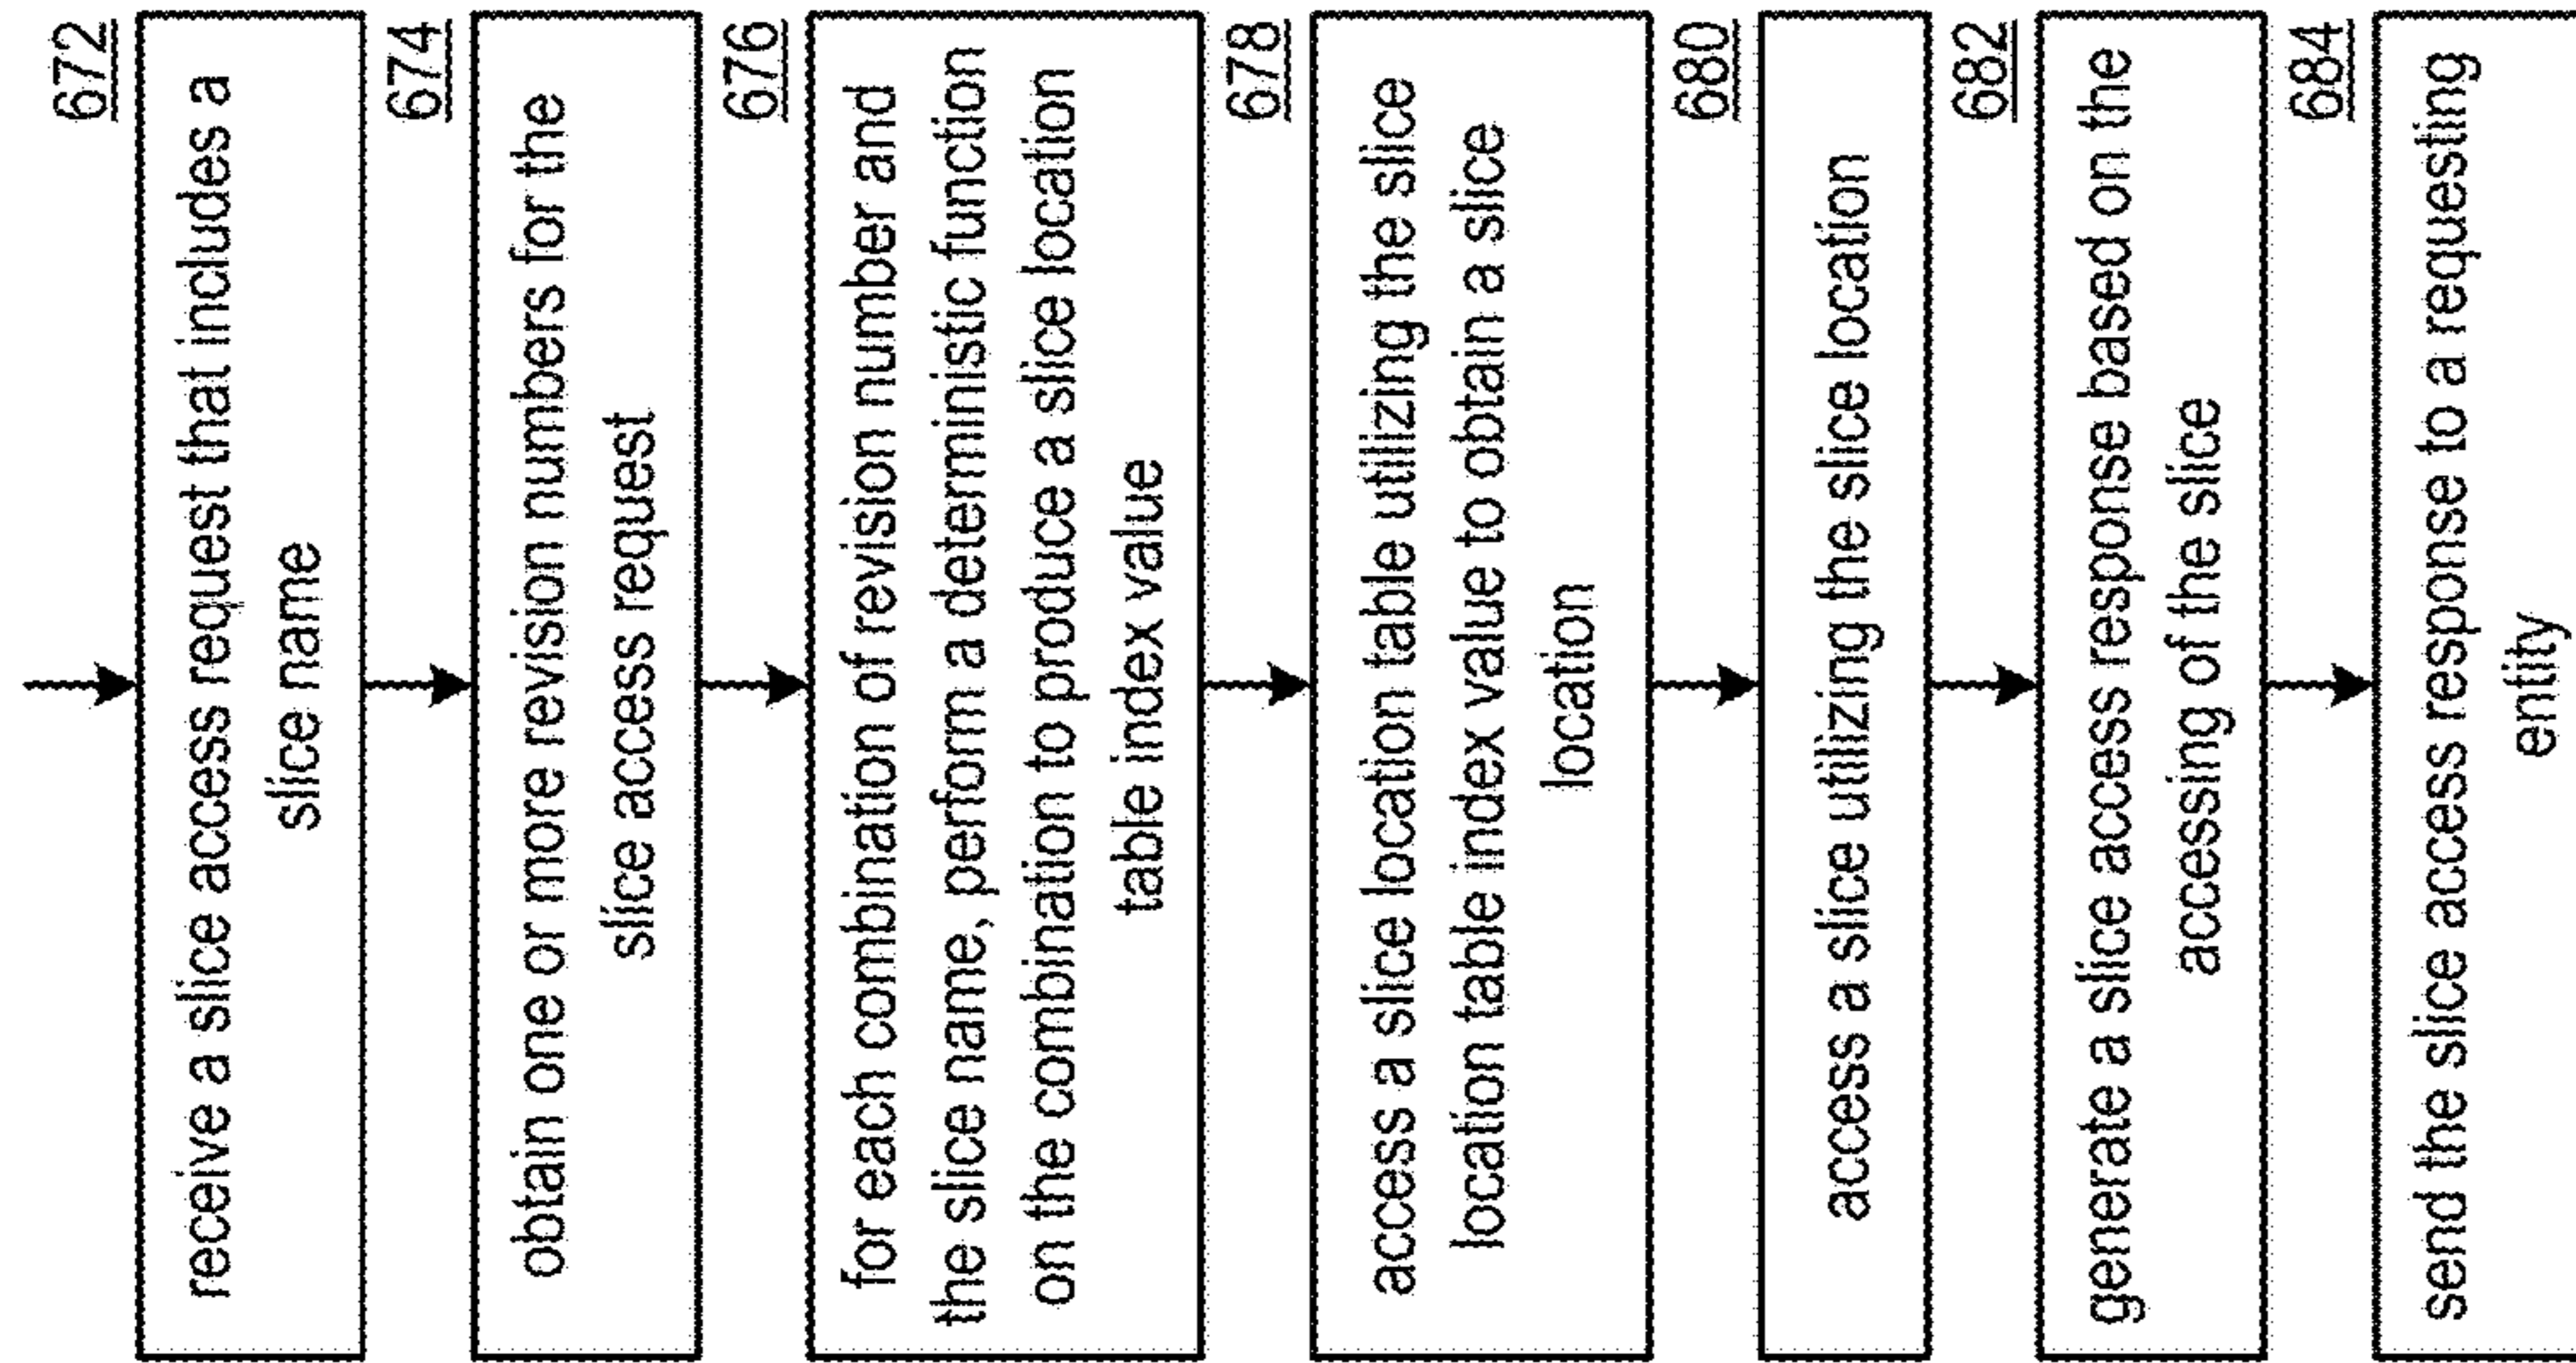 672
receive a slice access request that includes a
slice name
674
obtain one or more revision numbers for the
slice access request
676
for each combination of revision number and
the slice name, perform a deterministic function
on the combination to produce a slice location
table index value
678
access a slice location table utilizing the slice
location table index value to obtain a slice
location
680
access a slice utilizing the slice location
682
generate a slice access response based on the
accessing of the slice
684
send the slice access response to a requesting
entity